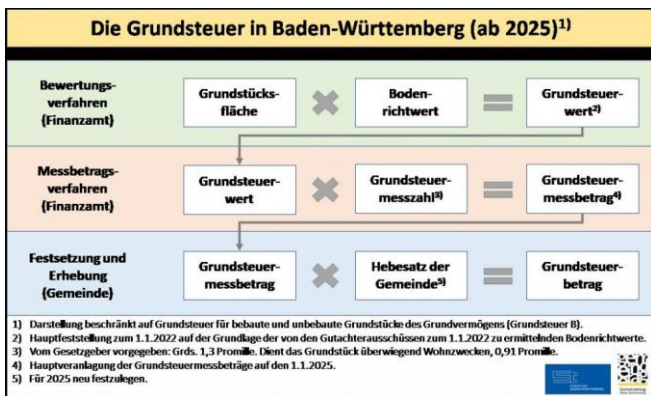 Die Grundsteuer in Baden-Württemberg (ab 2025)1)
Bewertungs-
verfahren
(Finanzamt)
Grundstücks-
fläche
Boden-
richtwert
Grundsteuer-
wert2)
Messbetrags-
verfahren
(Finanzamt)
Grundsteuer-
wert
Grundsteuer-
messzahl3)
Grundsteuer-
messbetrag4)
Festsetzung und
Erhebung
(Gemeinde)
Grundsteuer-
messbetrag
Hebesatz der
Gemeinde5)
Grundsteuer-
betrag
1) Darstellung beschränkt auf Grundsteuer für bebaute und unbebaute Grundstücke des Grundvermögens (Grundsteuer B).
2) Hauptfeststellung zum 1.1.2022 auf der Grundlage der von den Gutachterausschüssen zum 1.1.2022 zu ermittelnden Bodenrichtwerte.
3) Vom Gesetzgeber vorgegeben: Grds. 1,3 Promille. Dient das Grundstück überwiegend Wohnzwecken, 0,91 Promille.
4) Hauptveranlagung der Grundsteuermessbeträge auf den 1.1.2025.
5) Für 2025 neu festzulegen.
Gemeindetag